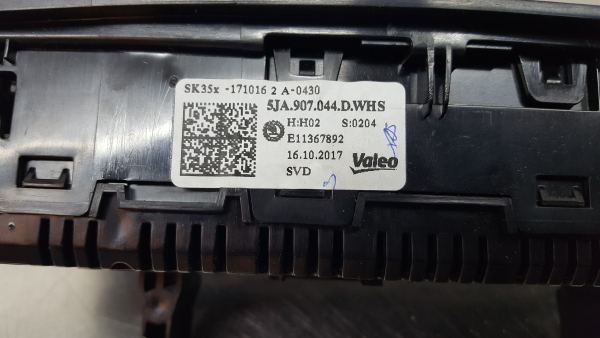 SK35x -171016 2 A-0430
5JA.907.044.D.WHS
H:H02 S:0204
E11367892
16.10.2017 Valeo
SVD